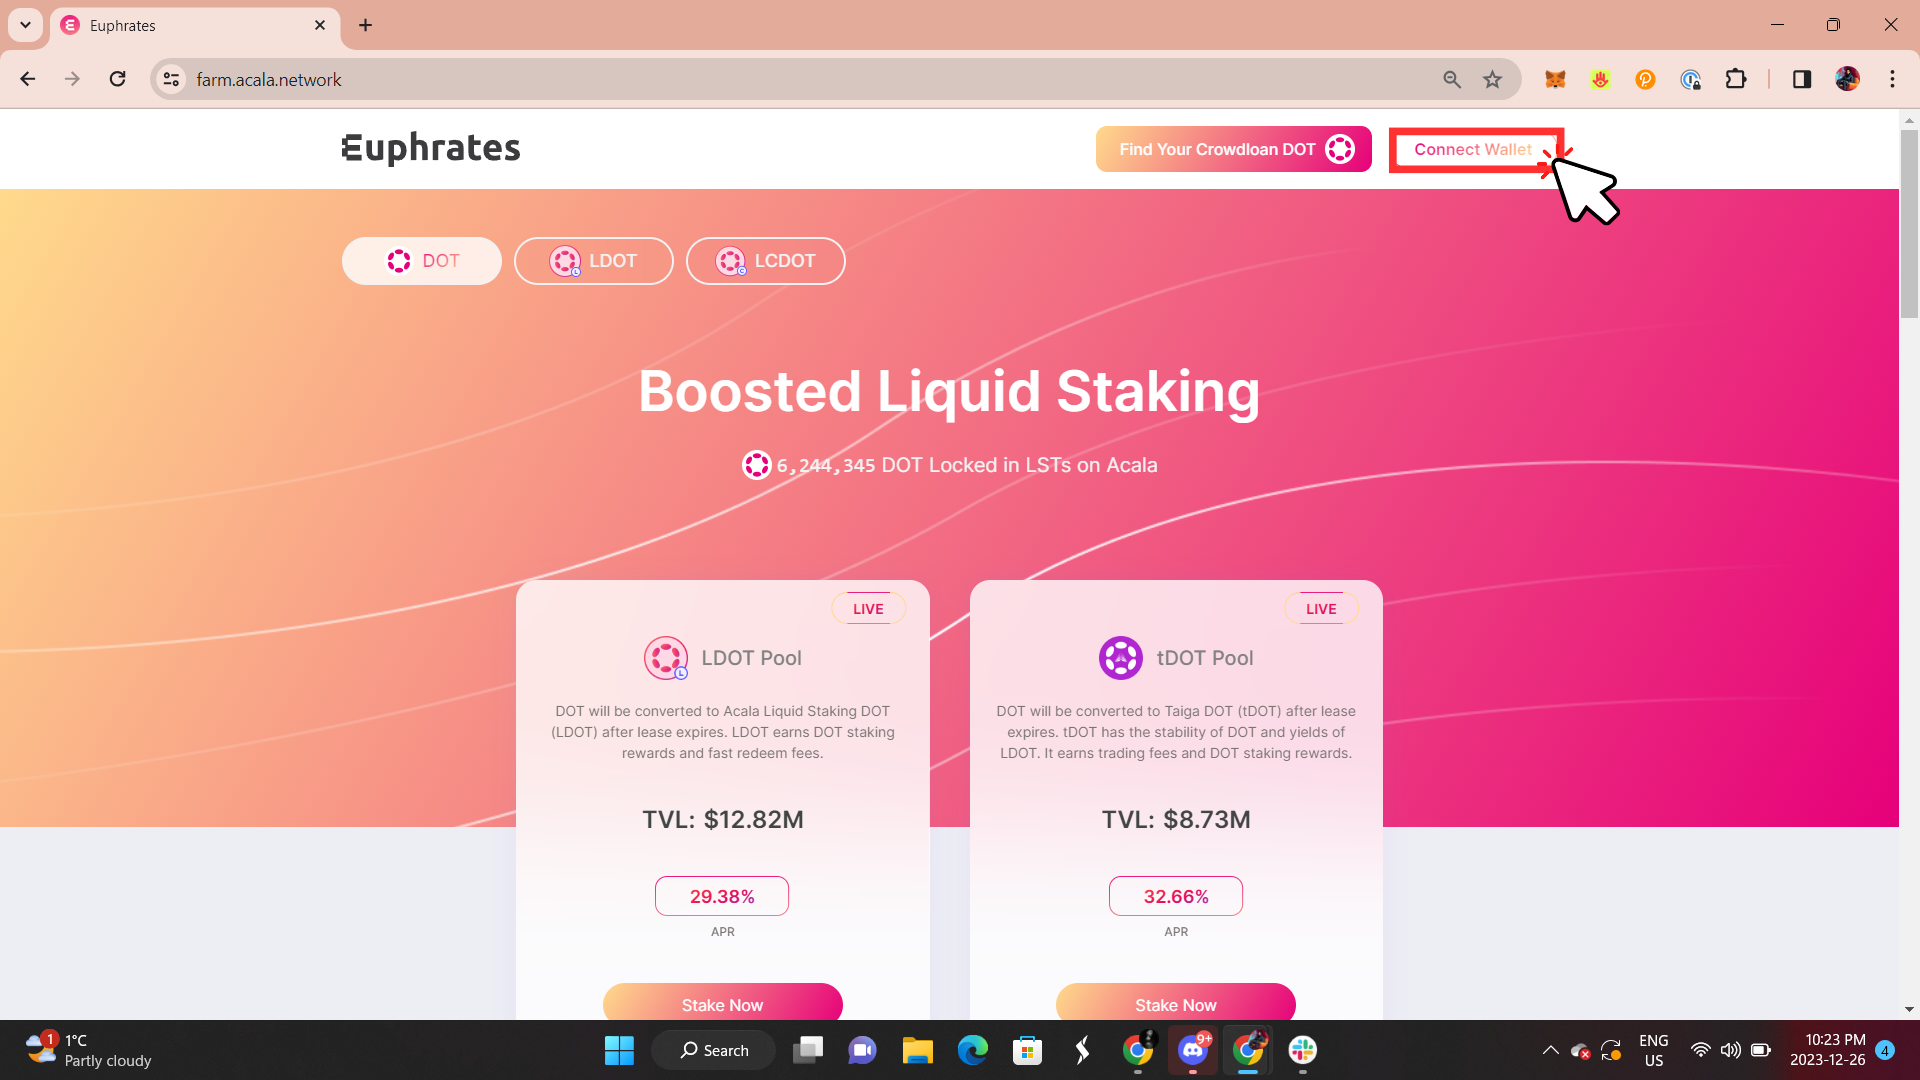 Euphrates
farm.acala.network
Euphrates
Find Your Crowdloan DOT
Connect Wallet
DOT
LDOT
LCDOT
Boosted Liquid Staking
6,244,345 DOT Locked in LSTs on Acala
LIVE
L
LDOT Pool
DOT will be converted to Acala Liquid Staking DOT
(LDOT) after lease expires. LDOT earns DOT staking
rewards and fast redeem fees.
TVL: $12.82M
29.38%
APR
Stake Now
LIVE
tDOT Pool
DOT will be converted to Taiga DOT (tDOT) after lease
expires. tDOT has the stability of DOT and yields of
LDOT. It earns trading fees and DOT staking rewards.
TVL: $8.73M
32.66%
APR
Stake Now
1
1°C
Partly cloudy
Search
9+
ENG
US
10:23 PM
2023-12-26
4